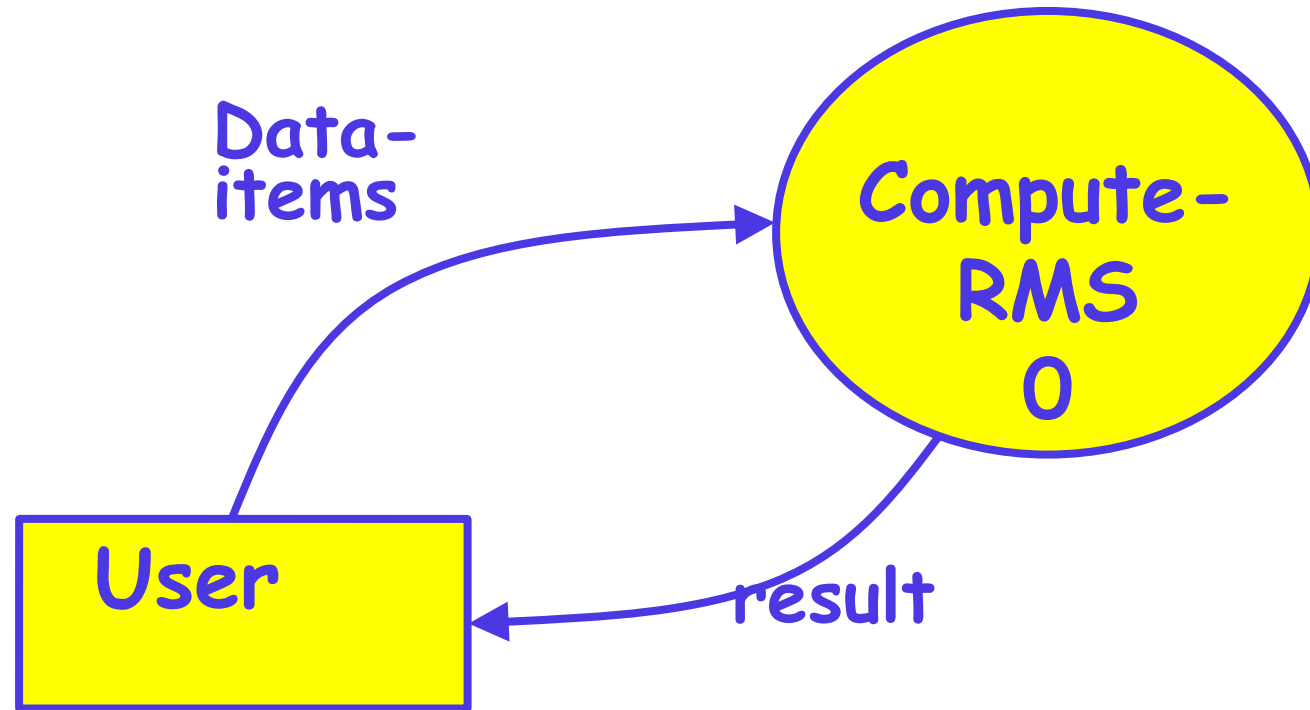 Data-
items
Compute-
RMS
0
User
result